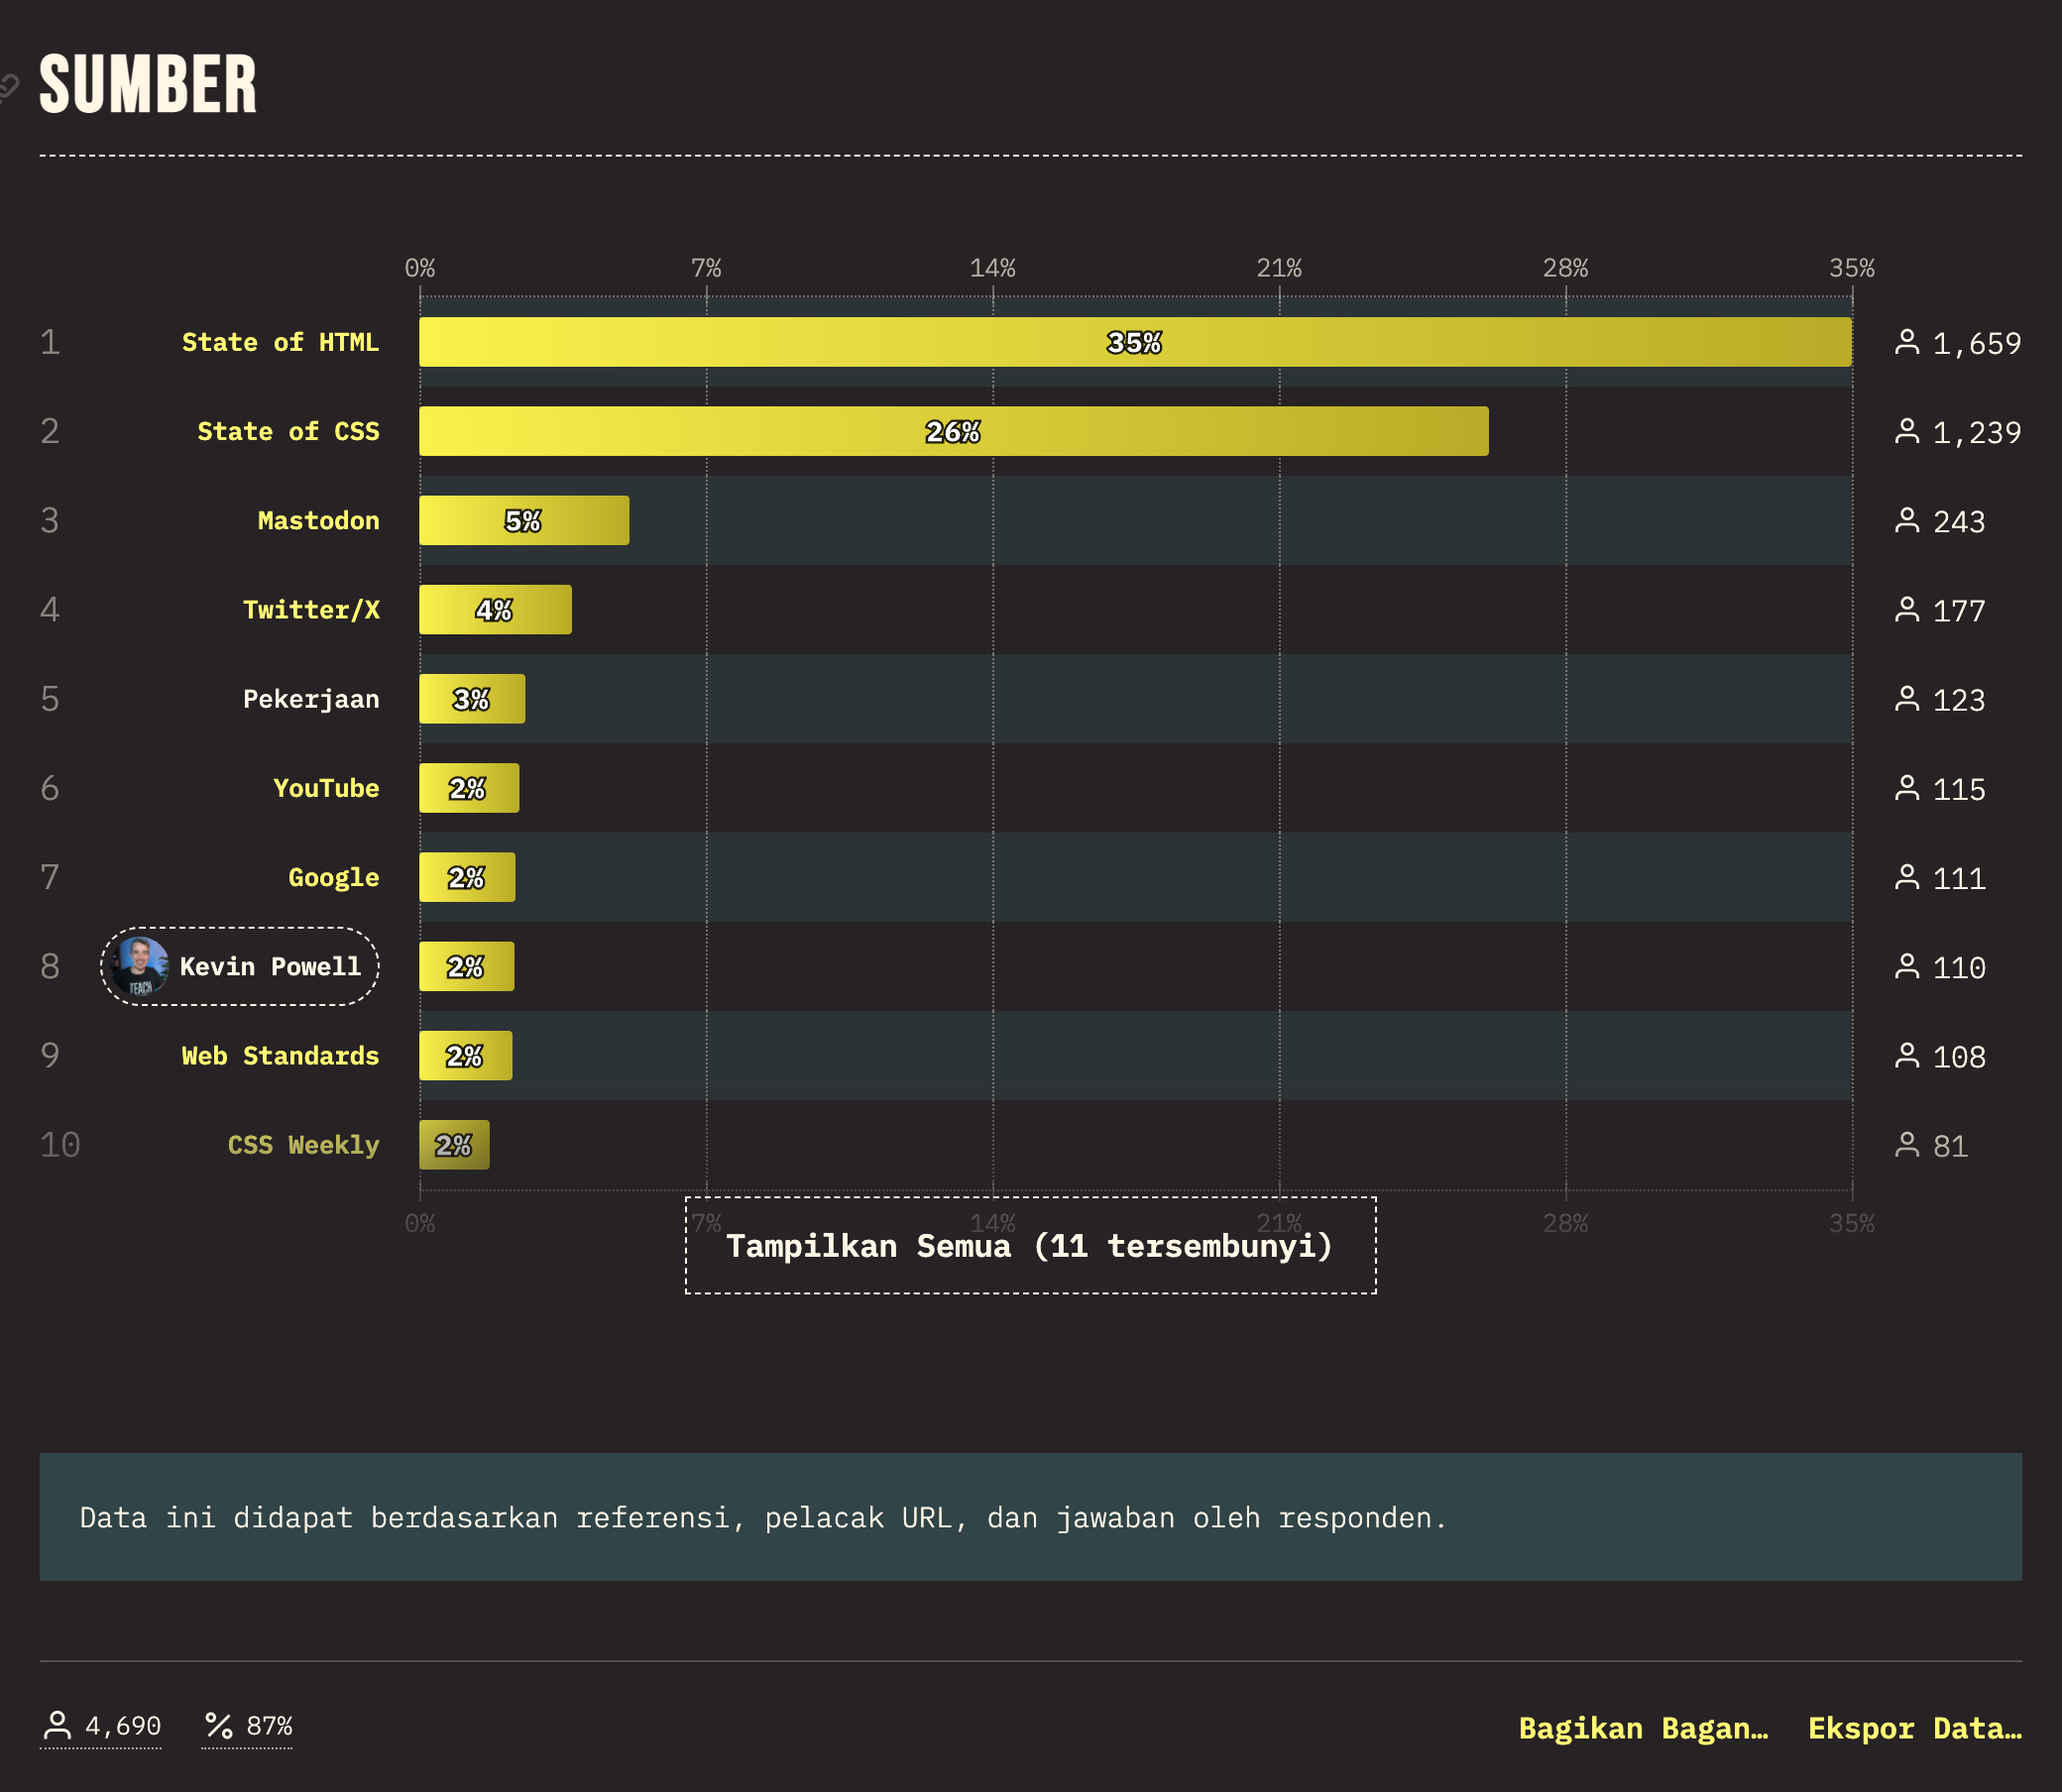 SUMBER
0% 7% 14% 21% 28% 35%
1 State of HTML 35% 1,659
2 State of CSS 26% 1,239
3 Mastodon 5% 243
4 Twitter/X 4% 177
5 Pekerjaan 3% 123
6 YouTube 2% 115
7 Google 2% 111
8 Kevin Powell 2% 110
9 Web Standards 2% 108
10 CSS Weekly 2% 81
0% 7% 14% 21% 28% 35%
Tampilkan Semua (11 tersembunyi)
Data ini didapat berdasarkan referensi, pelacak URL, dan jawaban oleh responden.
4,690 87% Bagikan Bagan… Ekspor Data…